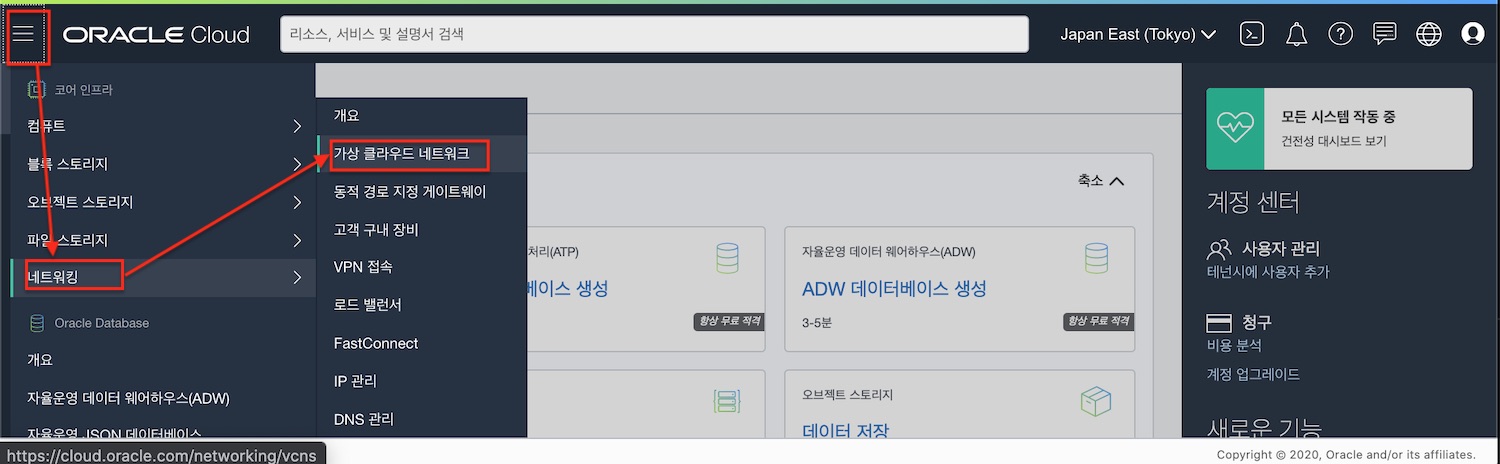 ORACLE Cloud
리소스, 서비스 및 설명서 검색
Japan East (Tokyo)
코어 인프라
컴퓨트
블록 스토리지
오브젝트 스토리지
파일 스토리지
네트워킹
Oracle Database
개요
자율운영 데이터 웨어하우스(ADW)
자율운영 JSON 데이터베이스
개요
가상 클라우드 네트워크
동적 경로 지정 게이트웨이
고객 구내 장비
VPN 접속
로드 밸런서
FastConnect
IP 관리
DNS 관리
축소
처리(ATP)
베이스 생성
항상 무료 적격
자율운영 데이터 웨어하우스(ADW)
ADW 데이터베이스 생성
3-5분
항상 무료 적격
오브젝트 스토리지
데이터 저장
모든 시스템 작동 중
건전성 대시보드 보기
계정 센터
사용자 관리
테넌시에 사용자 추가
청구
비용 분석
계정 업그레이드
새로운 기능
https://cloud.oracle.com/networking/vcns
Copyright © 2020, Oracle and/or its affiliates.